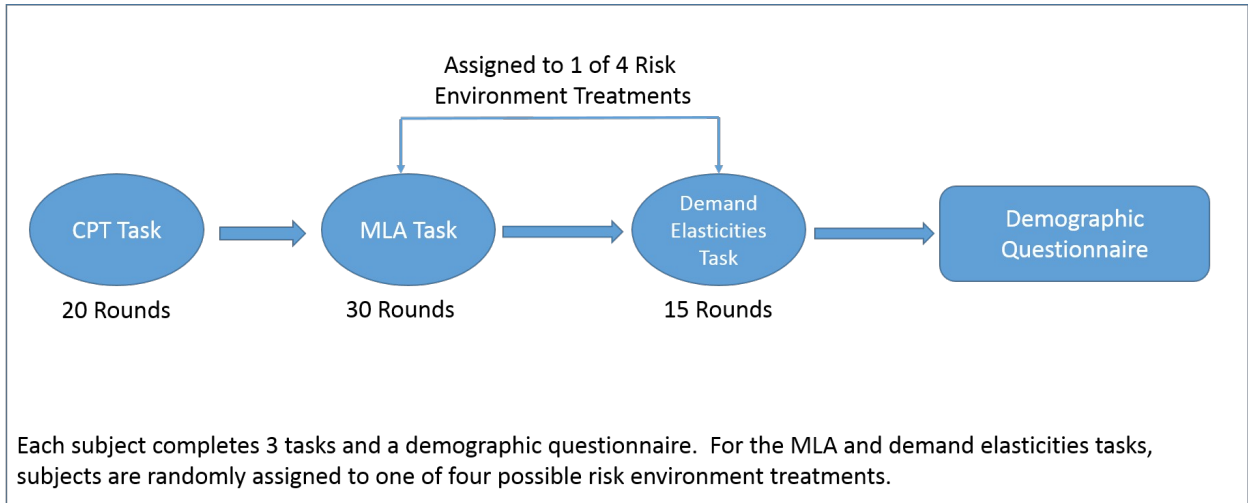 Assigned to 1 of 4 Risk
Environment Treatments
CPT Task
MLA Task
Demand
Elasticities
Task
Demographic
Questionnaire
20 Rounds
30 Rounds
15 Rounds
Each subject completes 3 tasks and a demographic questionnaire.  For the MLA and demand elasticities tasks,
subjects are randomly assigned to one of four possible risk environment treatments.